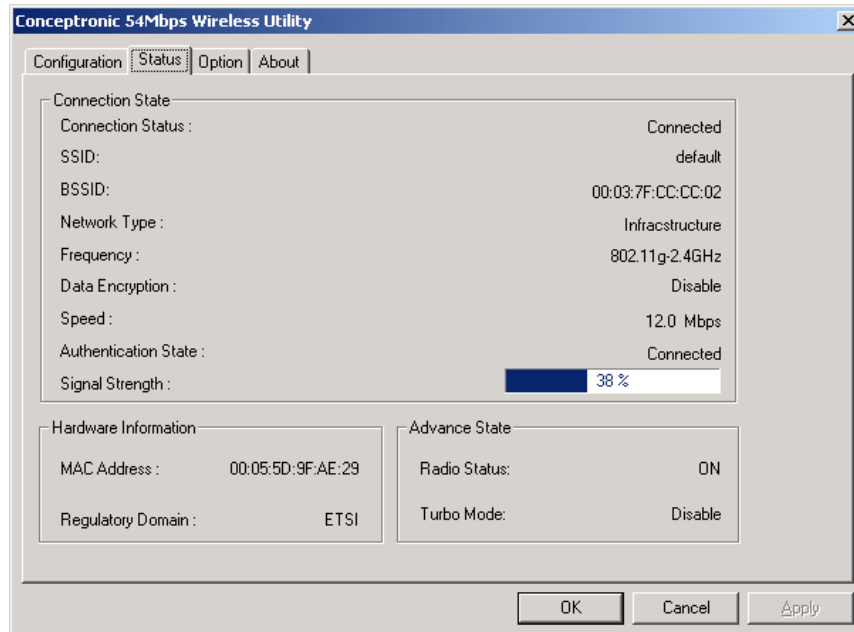 Conceptronic 54Mbps Wireless Utility
Configuration Status Option About
Connection State
Connection Status : Connected
SSID: default
BSSID: 00:03:7F:CC:CC:02
Network Type : Infracstructure
Frequency : 802.11g-2.4GHz
Data Encryption : Disable
Speed : 12.0 Mbps
Authentication State : Connected
Signal Strength : 38 %
Hardware Information
MAC Address : 00:05:5D:9F:AE:29
Regulatory Domain : ETSI
Advance State
Radio Status: ON
Turbo Mode: Disable
OK Cancel Apply